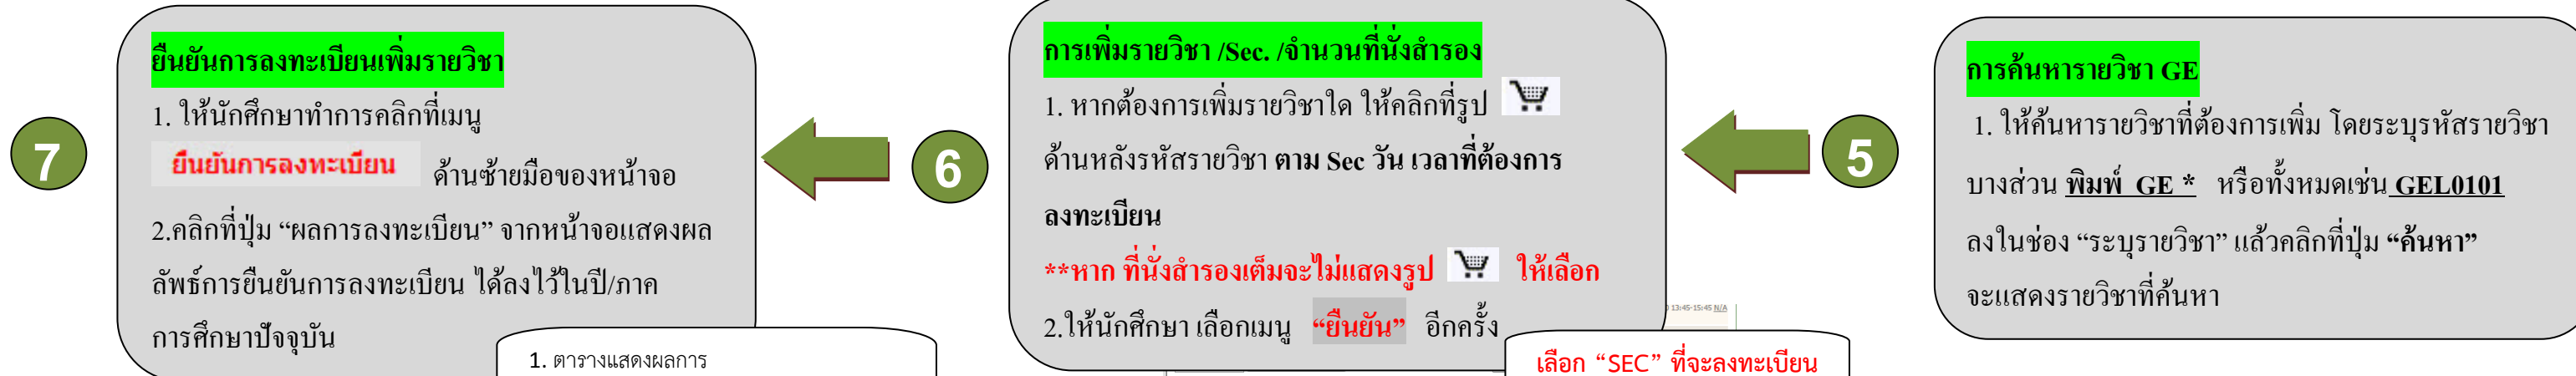 7
ยืนยันการลงทะเบียนเพิ่มรายวิชา
1. ให้นักศึกษาทำการคลิกที่เมนู
ยืนยันการลงทะเบียน ด้านซ้ายมือของหน้าจอ
2.คลิกที่ปุ่ม “ผลการลงทะเบียน” จากหน้าจอแสดงผล
ลัพธ์การยืนยันการลงทะเบียน ได้ลงไว้ในปี/ภาค
การศึกษาปัจจุบัน
1. ตารางแสดงผลการ
6
การเพิ่มรายวิชา /Sec. /จำนวนที่นั่งสำรอง
1. หากต้องการเพิ่มรายวิชาใด ให้คลิกที่รูป
ด้านหลังรหัสรายวิชา ตาม Sec วัน เวลาที่ต้องการ
ลงทะเบียน
**หาก ที่นั่งสำรองเต็มจะไม่แสดงรูป ให้เลือก
2.ให้นักศึกษา เลือกเมนู “ยืนยัน” อีกครั้ง
13:45-15:45 N/A
เลือก “SEC” ที่จะลงทะเบียน
5
การค้นหารายวิชา GE
1. ให้ค้นหารายวิชาที่ต้องการเพิ่ม โดยระบุรหัสรายวิชา
บางส่วน พิมพ์ GE * หรือทั้งหมดเช่น GEL0101
ลงในช่อง “ระบุรายวิชา” แล้วคลิกที่ปุ่ม “ค้นหา”
จะแสดงรายวิชาที่ค้นหา